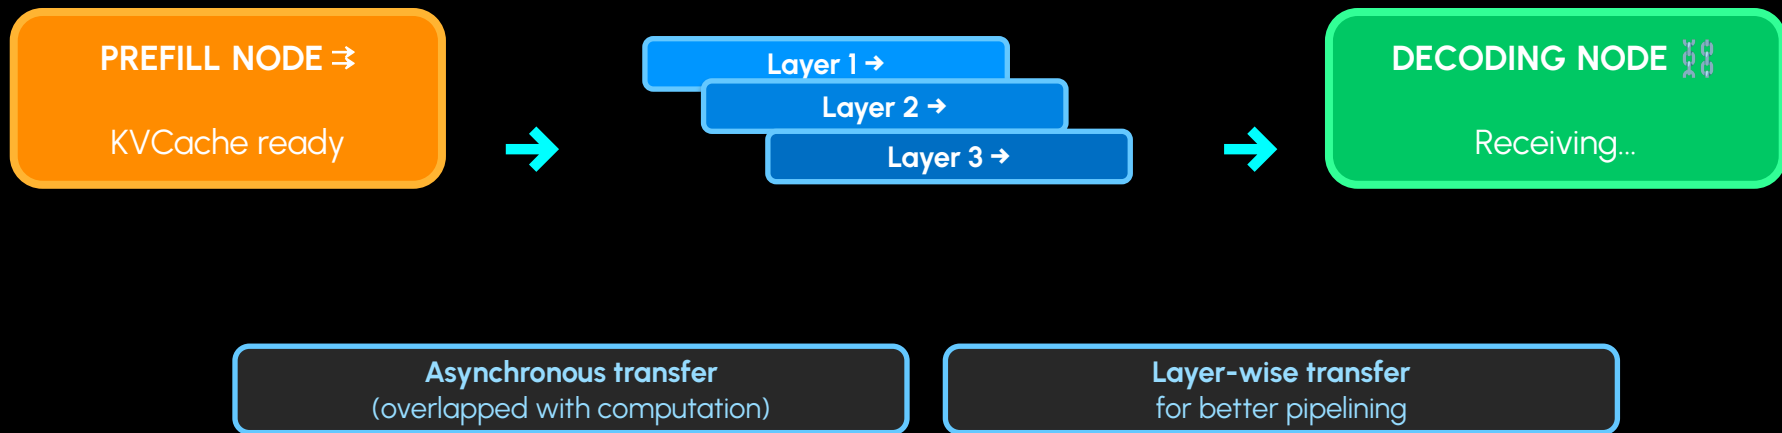 PREFILL NODE ⇉
KVCache ready
→
Layer 1 →
Layer 2 →
Layer 3 →
→
DECODING NODE ⛓️
Receiving...
Asynchronous transfer
(overlapped with computation)
Layer-wise transfer
for better pipelining